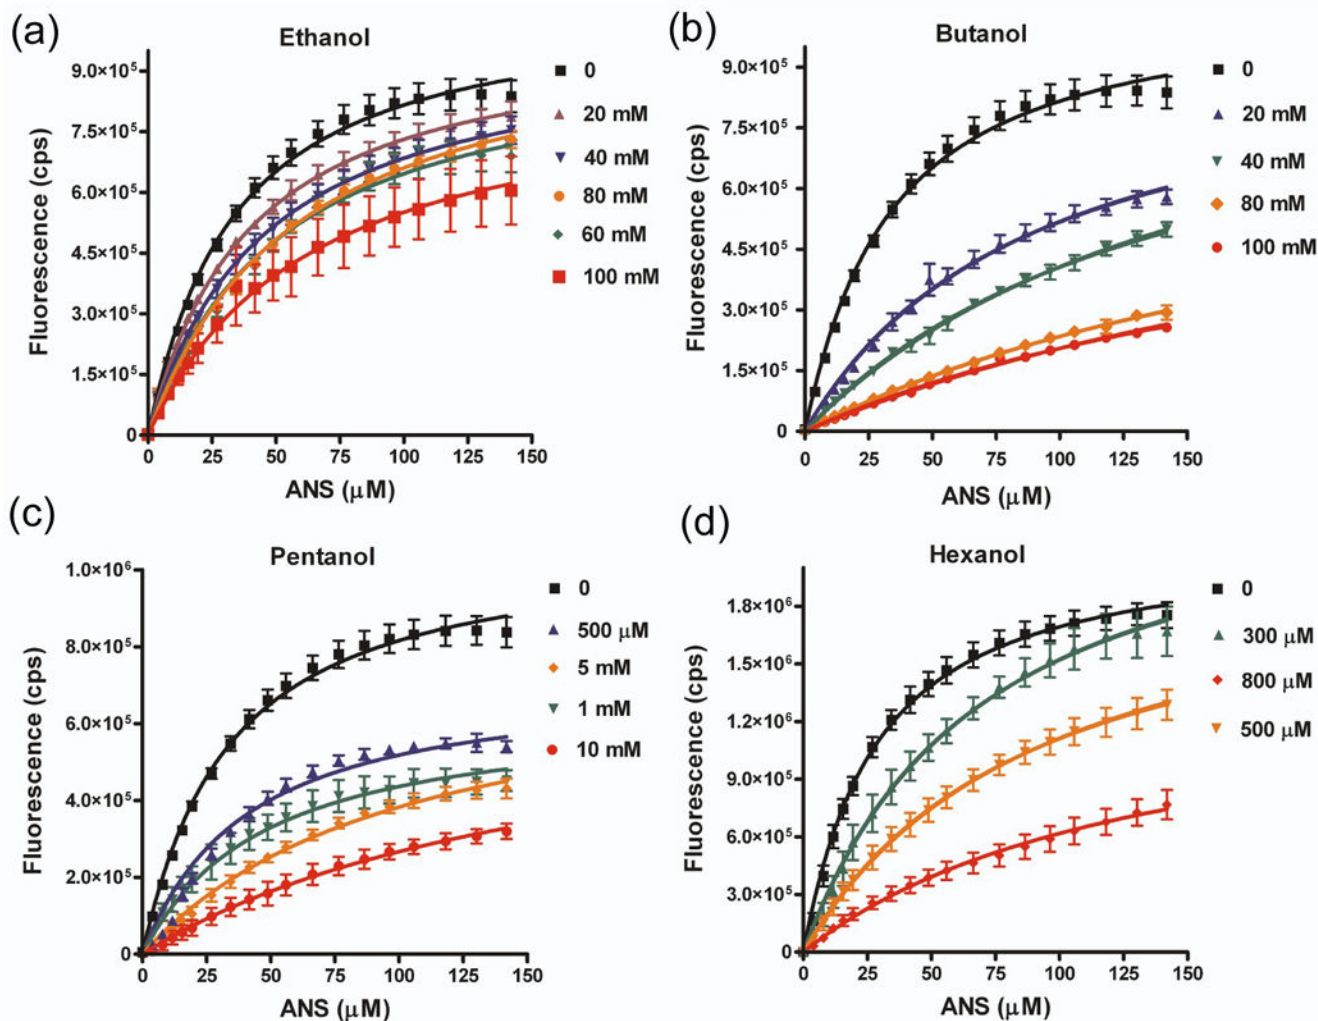 (a)
Ethanol
9.0×10⁵
7.5×10⁵
6.0×10⁵
4.5×10⁵
3.0×10⁵
1.5×10⁵
0
Fluorescence (cps)
0 25 50 75 100 125 150
ANS (μM)
0
20 mM
40 mM
80 mM
60 mM
100 mM
(b)
Butanol
9.0×10⁵
7.5×10⁵
6.0×10⁵
4.5×10⁵
3.0×10⁵
1.5×10⁵
0
Fluorescence (cps)
0 25 50 75 100 125 150
ANS (μM)
0
20 mM
40 mM
80 mM
100 mM
(c)
Pentanol
1.0×10⁶
8.0×10⁵
6.0×10⁵
4.0×10⁵
2.0×10⁵
0
Fluorescence (cps)
0 25 50 75 100 125 150
ANS (μM)
0
500 μM
5 mM
1 mM
10 mM
(d)
Hexanol
1.8×10⁶
1.5×10⁶
1.2×10⁶
9.0×10⁵
6.0×10⁵
3.0×10⁵
0
Fluorescence (cps)
0 25 50 75 100 125 150
ANS (μM)
0
300 μM
800 μM
500 μM